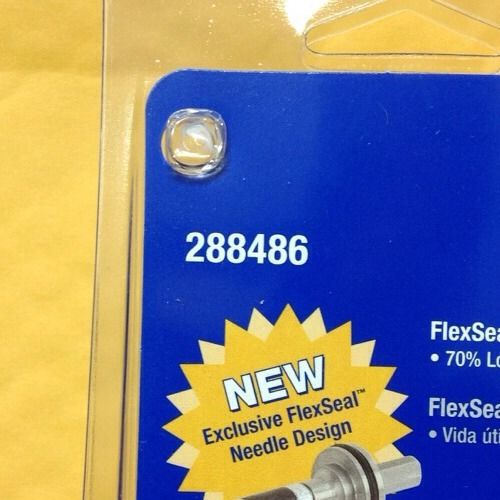 288486
NEW
Exclusive FlexSeal™
Needle Design
FlexSea
• 70% Lo
FlexSea
• Vida úti